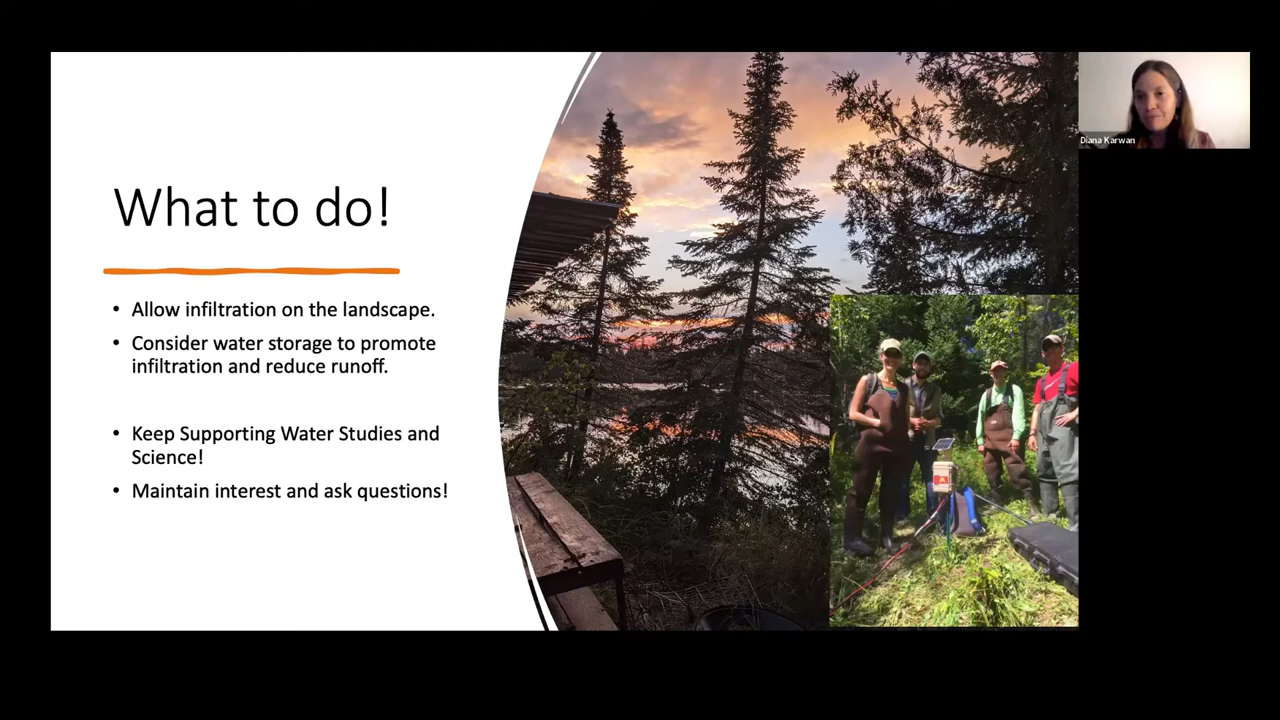 Diana Karwan
What to do!
• Allow infiltration on the landscape.
• Consider water storage to promote
infiltration and reduce runoff.
• Keep Supporting Water Studies and
Science!
• Maintain interest and ask questions!